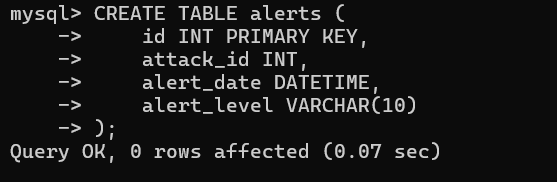 mysql> CREATE TABLE alerts (
    ->     id INT PRIMARY KEY,
    ->     attack_id INT,
    ->     alert_date DATETIME,
    ->     alert_level VARCHAR(10)
    -> );
Query OK, 0 rows affected (0.07 sec)